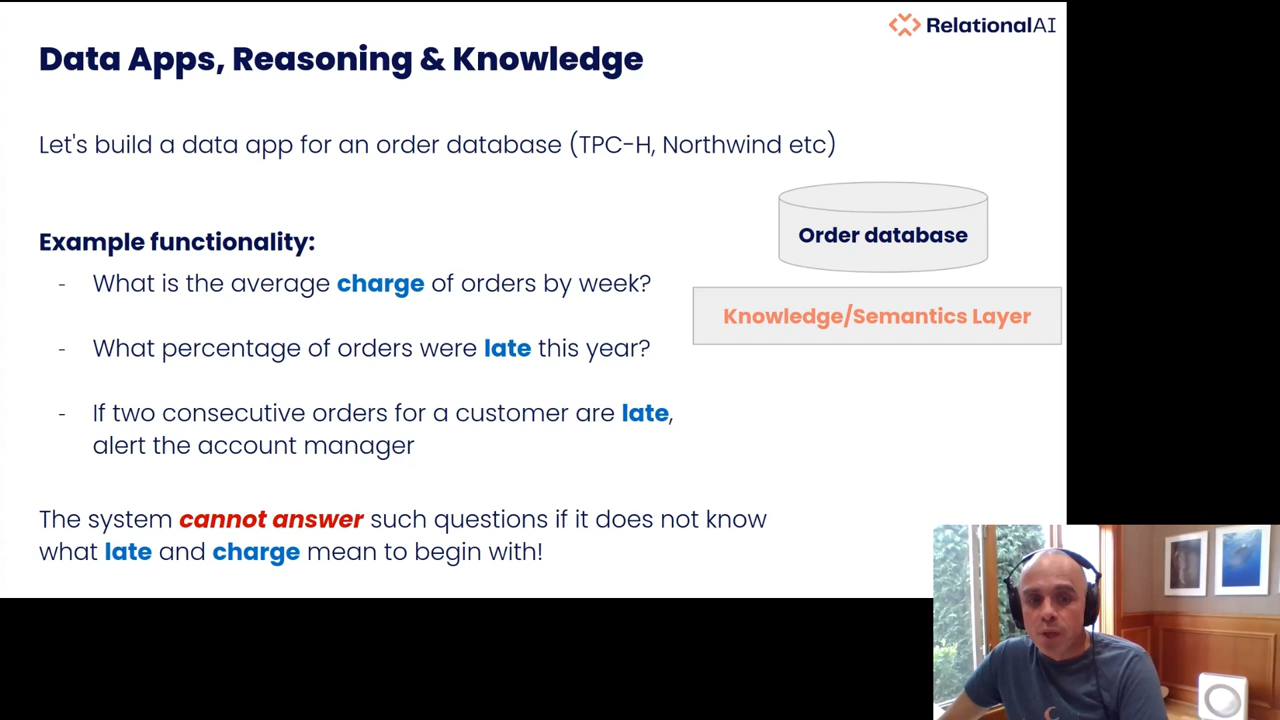 RelationalAI
Data Apps, Reasoning & Knowledge
Let's build a data app for an order database (TPC-H, Northwind etc)
Order database
Knowledge/Semantics Layer
Example functionality:
- What is the average charge of orders by week?
- What percentage of orders were late this year?
- If two consecutive orders for a customer are late,
alert the account manager
The system cannot answer such questions if it does not know
what late and charge mean to begin with!